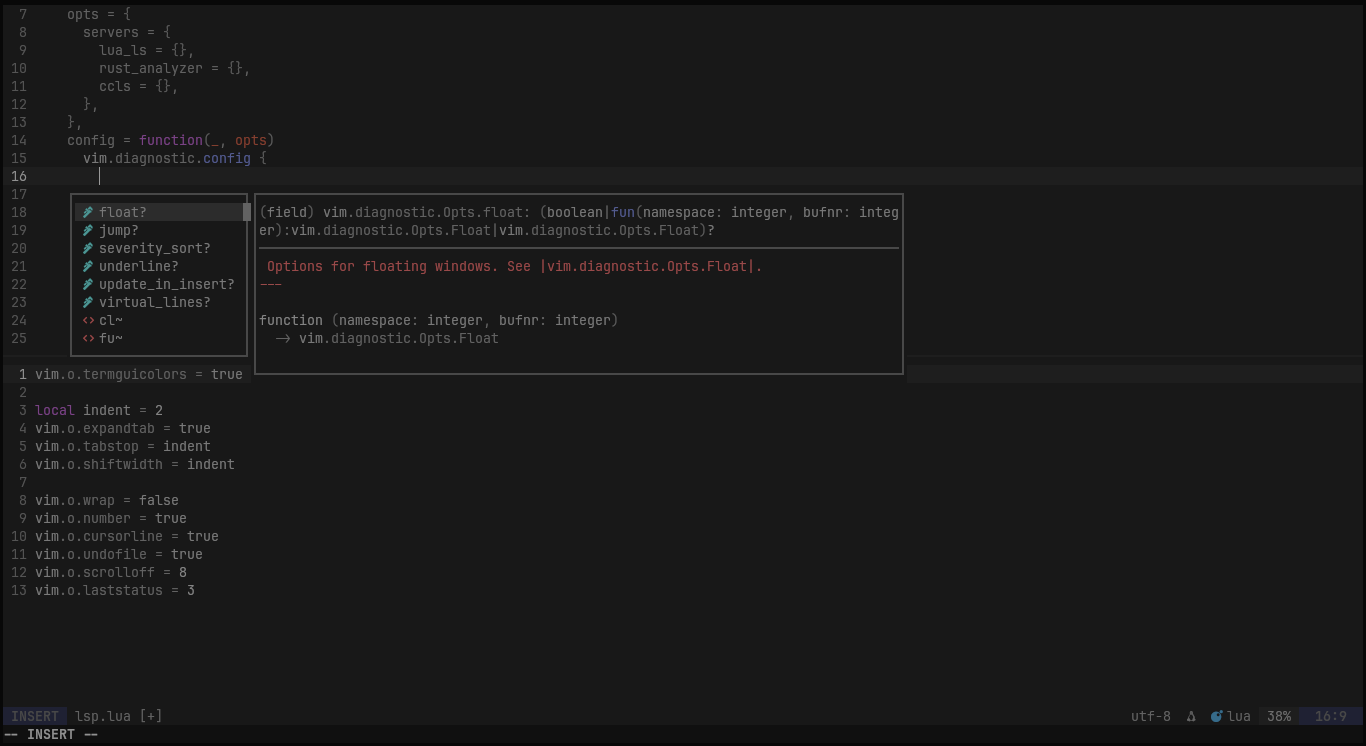 7 opts = {
8 servers = {
9 lua_ls = {},
10 rust_analyzer = {},
11 ccls = {},
12 },
13 },
14 config = function(_, opts)
15 vim.diagnostic.config {
16
17
18 float? (field) vim.diagnostic.Opts.float: (boolean|fun(namespace: integer, bufnr: integ
19 jump? er):vim.diagnostic.Opts.Float|vim.diagnostic.Opts.Float)?
20 severity_sort?
21 underline? Options for floating windows. See |vim.diagnostic.Opts.Float|.
22 update_in_insert? ---
23 virtual_lines?
24 <> cl~ function (namespace: integer, bufnr: integer)
25 <> fu~ -> vim.diagnostic.Opts.Float
1 vim.o.termguicolors = true
2
3 local indent = 2
4 vim.o.expandtab = true
5 vim.o.tabstop = indent
6 vim.o.shiftwidth = indent
7
8 vim.o.wrap = false
9 vim.o.number = true
10 vim.o.cursorline = true
11 vim.o.undofile = true
12 vim.o.scrolloff = 8
13 vim.o.laststatus = 3
INSERT lsp.lua [+] utf-8 lua 38% 16:9
-- INSERT --